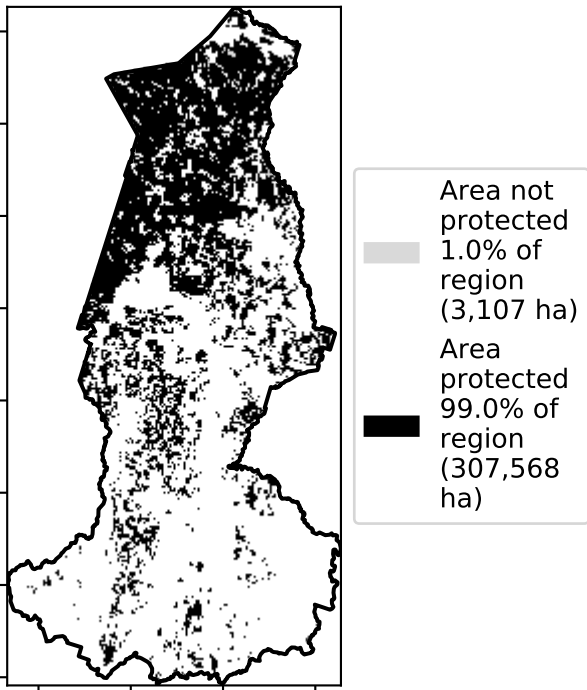 Area not
protected
1.0% of
region
(3,107 ha)
Area
protected
99.0% of
region
(307,568
ha)